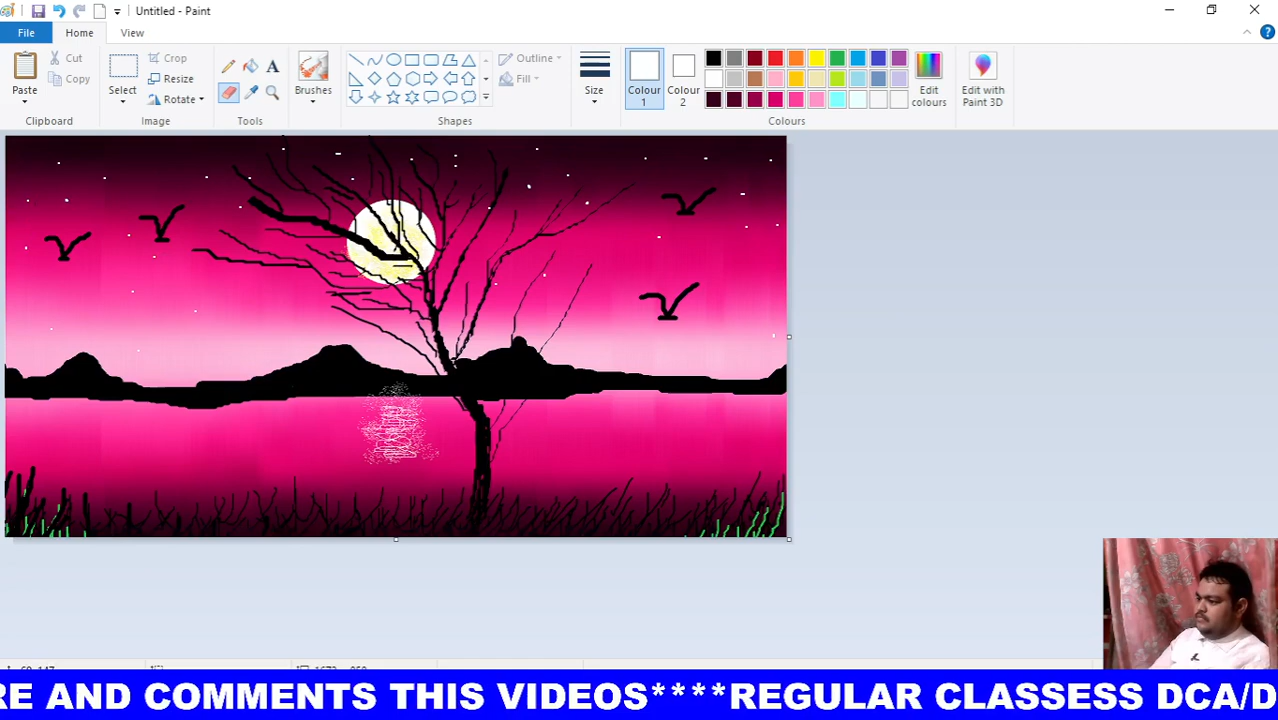 Untitled - Paint
File Home View
Paste
Cut
Copy
Clipboard
Select
Crop
Resize
Rotate
Image
A
Tools
Brushes
Outline
Fill
Shapes
Size
Colour 1
Colour 2
Edit colours
Edit with Paint 3D
Colours
RE AND COMMENTS THIS VIDEOS****REGULAR CLASSESS DCA/D